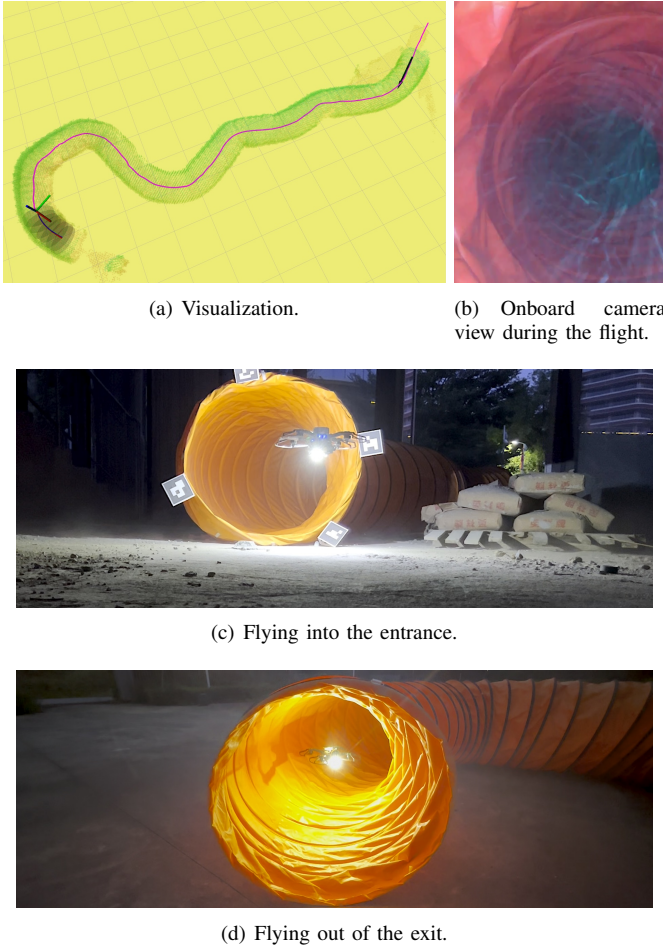 (a) Visualization.
(b) Onboard camera
view during the flight.
(c) Flying into the entrance.
(d) Flying out of the exit.